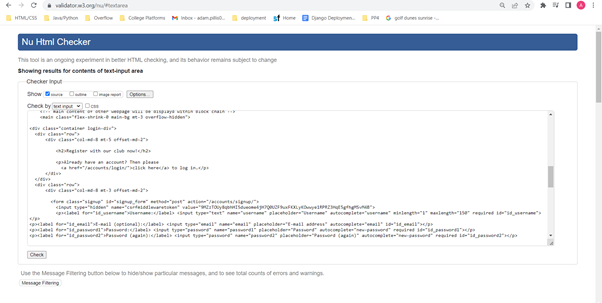 validator.w3.org/nu/#textarea
HTML/CSS Java/Python Overflow College Platforms Inbox - adam.pillx0... deployment Home Django Deploymen... PP4 golf dunes sunrise -...
Nu Html Checker
This tool is an ongoing experiment in better HTML checking, and its behavior remains subject to change
Showing results for contents of text-input area
Checker Input
Show source outline image report Options...
Check by text input css
<!-- main content of other webpage will be displayed within block chain -->
<main class="flex-shrink-0 main-bg mt-3 overflow-hidden">
<div class="container login-div">
<div class="row">
<div class="col-md-8 mt-5 offset-md-2">
<h2>Register with our club now!</h2>
<p>Already have an account? Then please
<a href="/accounts/login/">click here</a> to log in.</p>
</div>
</div>
<div class="row">
<div class="col-md-8 mt-3 offset-md-2">
<form class="signup" id="signup_form" method="post" action="/accounts/signup/">
<input type="hidden" name="csrfmiddlewaretoken"
<p><label for="id_username">Username:</label> <input type="text" name="username" placeholder="Username" autocomplete="username" minlength="1" maxlength="150" required id="id_username">
</p>
<p><label for="id_email">E-mail (optional):</label> <input type="email" name="email" placeholder="E-mail address" autocomplete="email" id="id_email"></p>
<p><label for="id_password1">Password:</label> <input type="password" name="password1" placeholder="Password" autocomplete="new-password" required id="id_password1"></p>
<p><label for="id_password2">Password (again):</label> <input type="password" name="password2" placeholder="Password (again)" autocomplete="new-password" required id="id_password2"></p>
Check
Use the Message Filtering button below to hide/show particular messages, and to see total counts of errors and warnings.
Message Filtering